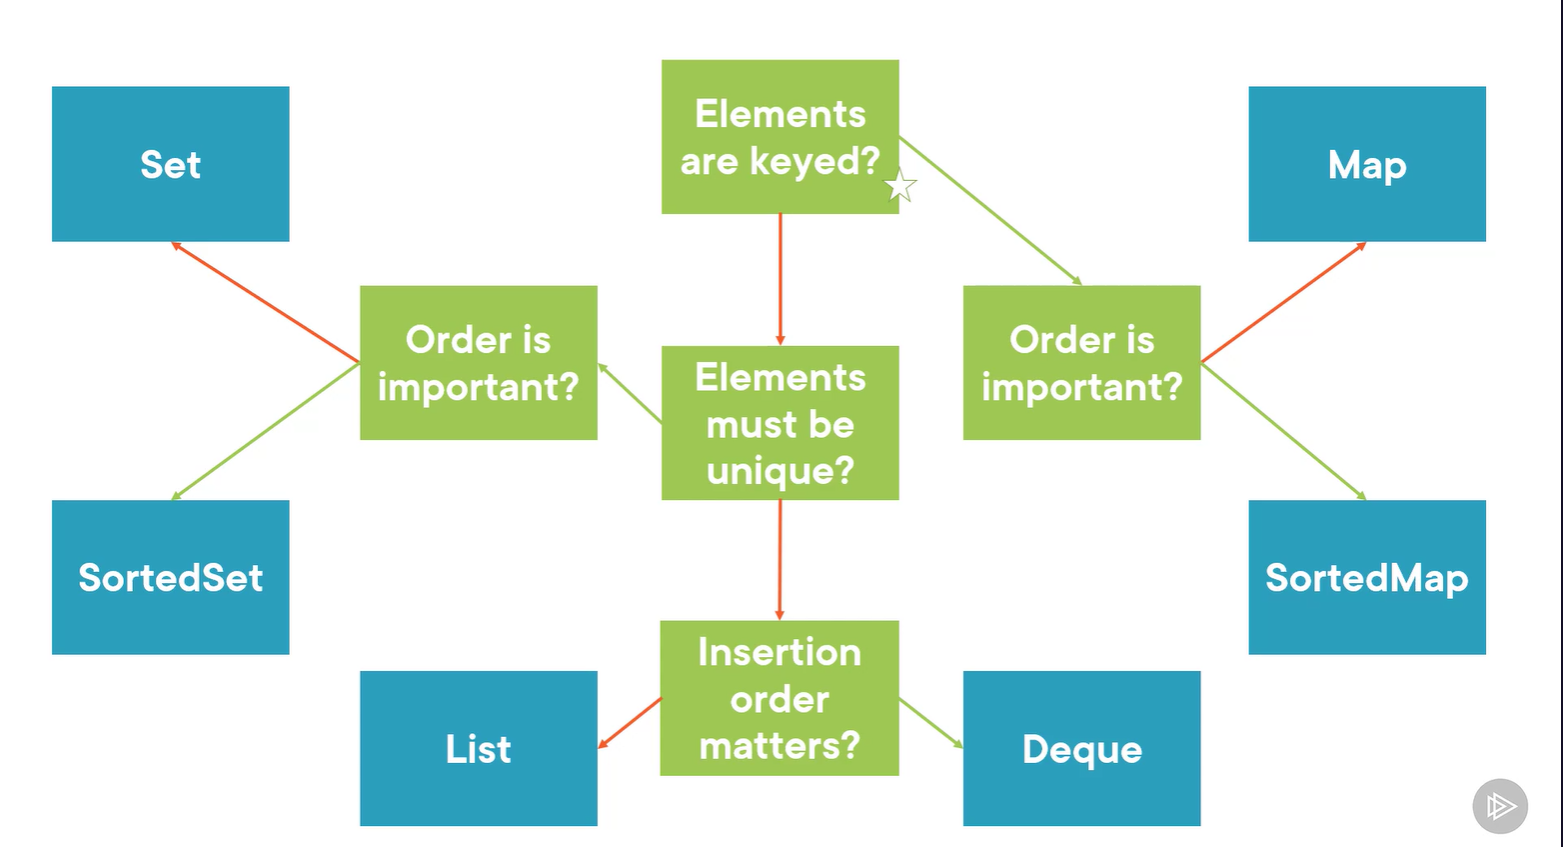 Elements
are keyed?
Set
Map
Order is
important?
Order is
important?
Elements
must be
unique?
SortedSet
SortedMap
Insertion
order
matters?
List
Deque